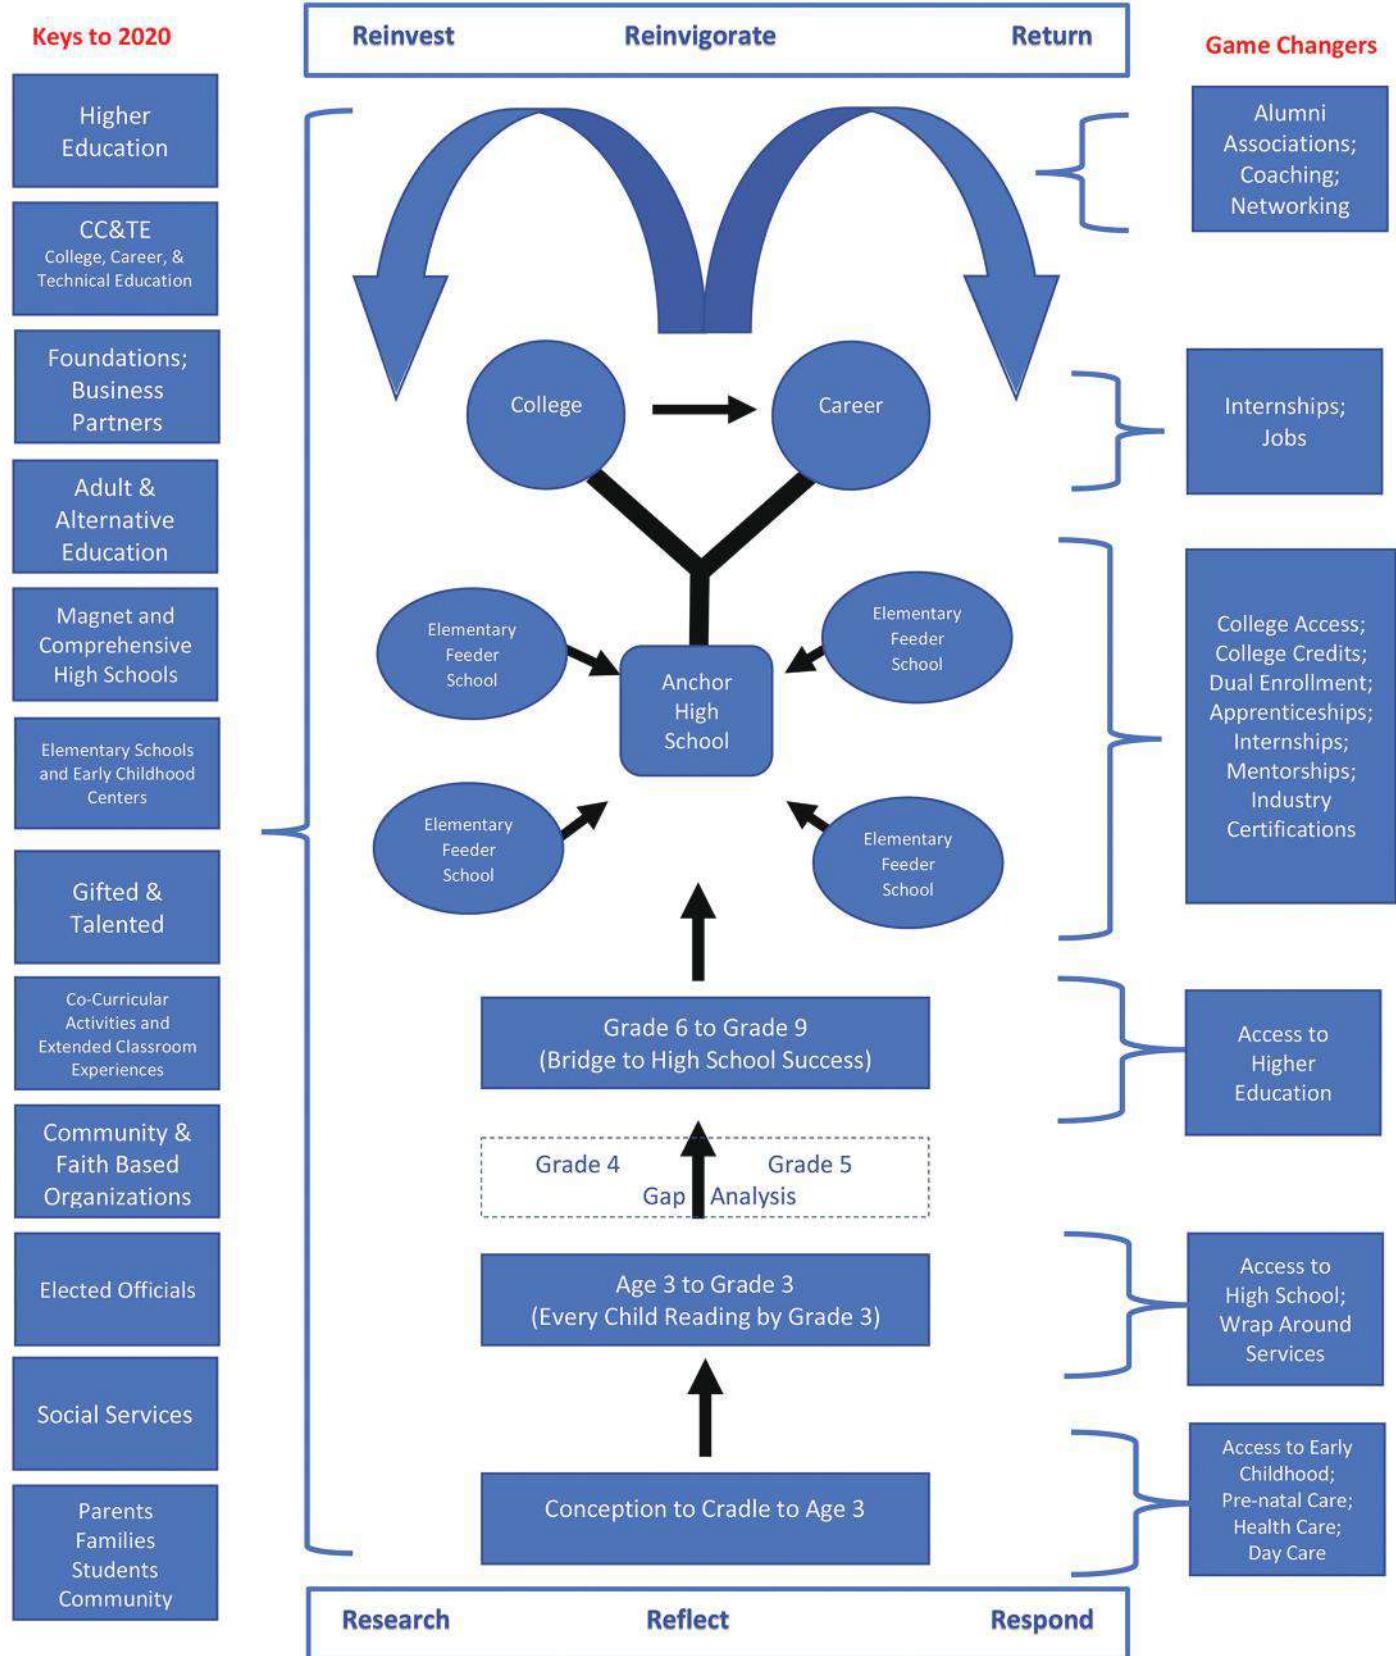 Keys to 2020
Higher
Education
CC&TE
College, Career, &
Technical Education
Foundations;
Business
Partners
Adult &
Alternative
Education
Magnet and
Comprehensive
High Schools
Elementary Schools
and Early Childhood
Centers
Gifted &
Talented
Co-Curricular
Activities and
Extended Classroom
Experiences
Community &
Faith Based
Organizations
Elected Officials
Social Services
Parents
Families
Students
Community
Reinvest Reinvigorate Return
College
Career
Elementary
Feeder
School
Elementary
Feeder
School
Anchor
High
School
Elementary
Feeder
School
Elementary
Feeder
School
Grade 6 to Grade 9
(Bridge to High School Success)
Grade 4 Grade 5
Gap Analysis
Age 3 to Grade 3
(Every Child Reading by Grade 3)
Conception to Cradle to Age 3
Research Reflect Respond
Game Changers
Alumni
Associations;
Coaching;
Networking
Internships;
Jobs
College Access;
College Credits;
Dual Enrollment;
Apprenticeships;
Internships;
Mentorships;
Industry
Certifications
Access to
Higher
Education
Access to
High School;
Wrap Around
Services
Access to Early
Childhood;
Pre-natal Care;
Health Care;
Day Care